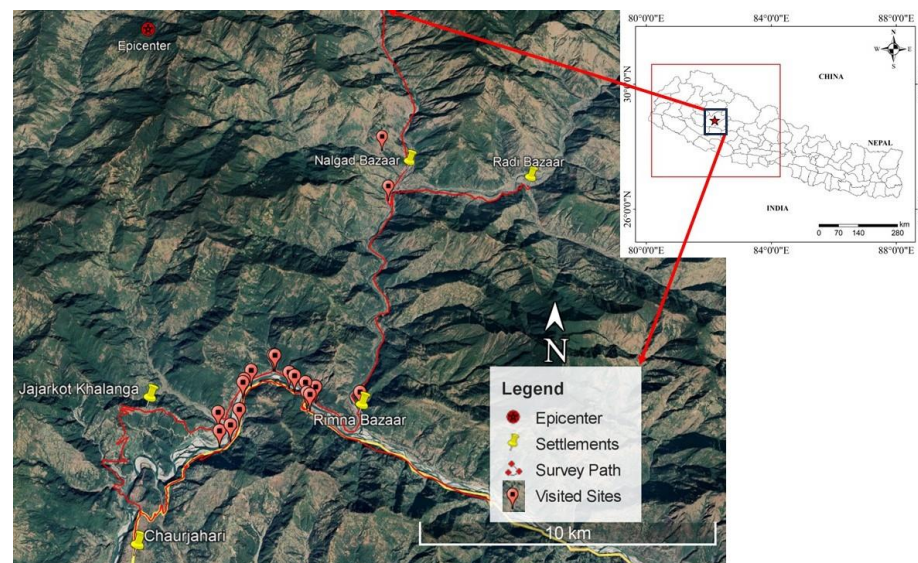 Epicenter
Nalgad Bazaar
Radi Bazaar
Jajarkot Khalanga
Rimna Bazaar
Chaurjahari
N
Legend
Epicenter
Settlements
Survey Path
Visited Sites
10 km
80°0'0"E
84°0'0"E
88°0'0"E
N
W
E
S
CHINA
30°0'0"N
NEPAL
26°0'0"N
INDIA
km
0 70 140 280
80°0'0"E
84°0'0"E
88°0'0"E